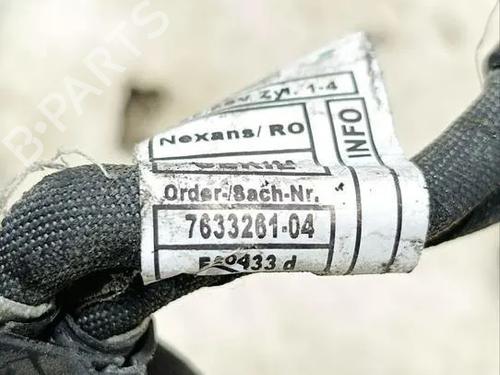 Zyl. 1-4
Nexans/ RO
INFO
Order-/Sach-Nr.
7633261-04
d
B-PARTS